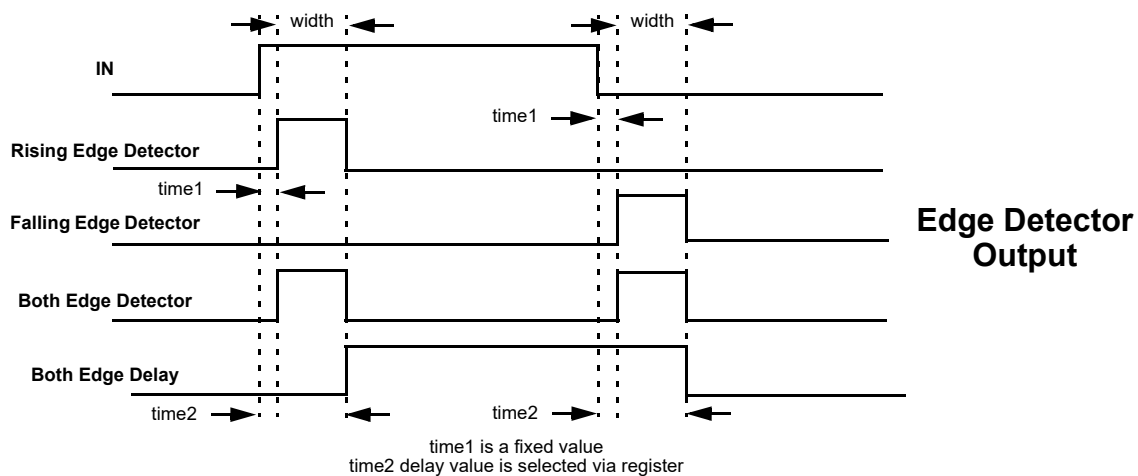 width
width
IN
time1
Rising Edge Detector
time1
Falling Edge Detector
Edge Detector
Output
Both Edge Detector
Both Edge Delay
time2
time2
time1 is a fixed value
time2 delay value is selected via register